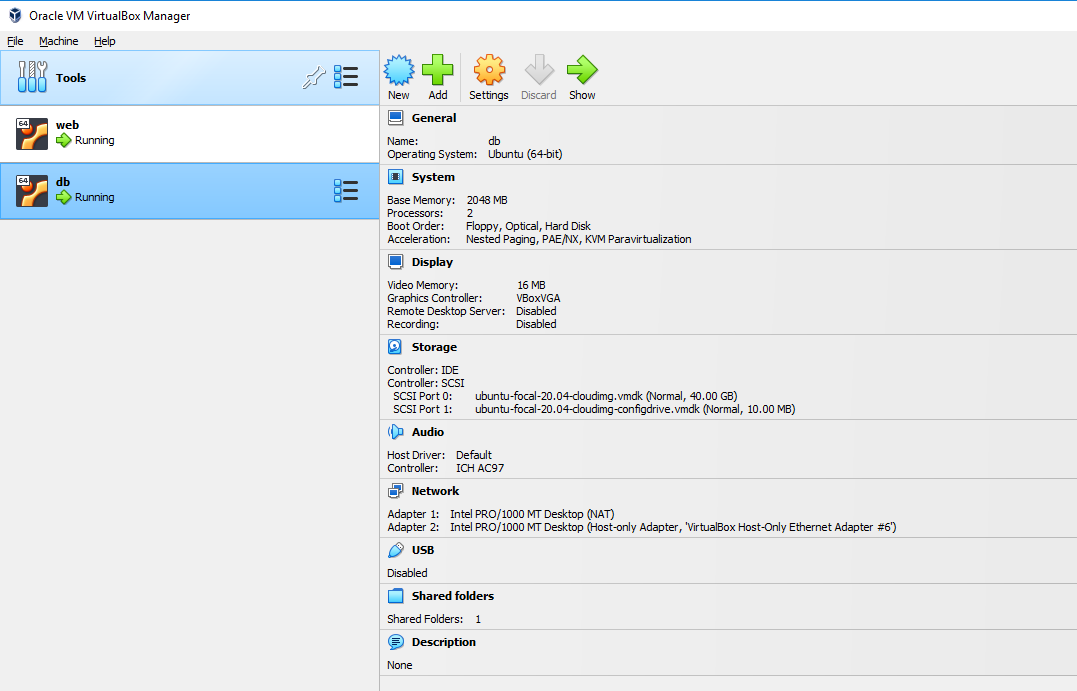 Oracle VM VirtualBox Manager
File Machine Help
Tools
New Add Settings Discard Show
64
web
Running
64
db
Running
General
Name: db
Operating System: Ubuntu (64-bit)
System
Base Memory: 2048 MB
Processors: 2
Boot Order: Floppy, Optical, Hard Disk
Acceleration: Nested Paging, PAE/NX, KVM Paravirtualization
Display
Video Memory: 16 MB
Graphics Controller: VBoxVGA
Remote Desktop Server: Disabled
Recording: Disabled
Storage
Controller: IDE
Controller: SCSI
SCSI Port 0: ubuntu-focal-20.04-cloudimg.vmdk (Normal, 40.00 GB)
SCSI Port 1: ubuntu-focal-20.04-cloudimg-configdrive.vmdk (Normal, 10.00 MB)
Audio
Host Driver: Default
Controller: ICH AC97
Network
Adapter 1: Intel PRO/1000 MT Desktop (NAT)
Adapter 2: Intel PRO/1000 MT Desktop (Host-only Adapter, 'VirtualBox Host-Only Ethernet Adapter #6')
USB
Disabled
Shared folders
Shared Folders: 1
Description
None